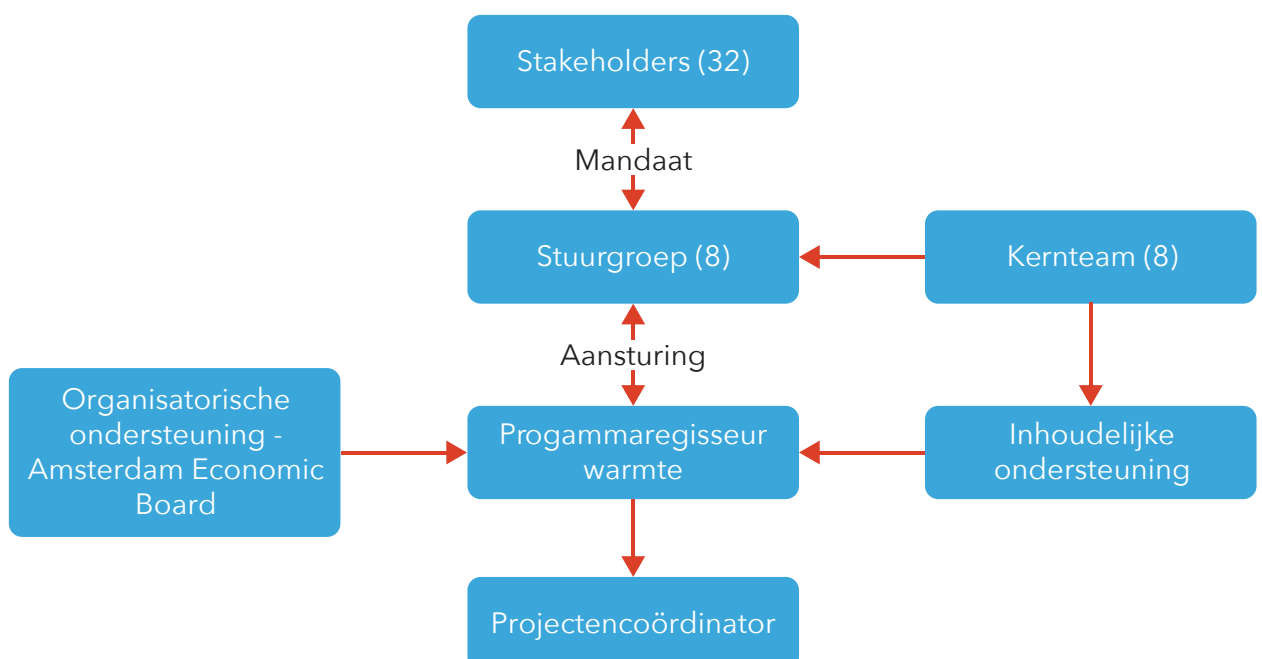 Stakeholders (32)
Mandaat
Stuurgroep (8)
Kernteam (8)
Aansturing
Organisatorische
ondersteuning -
Amsterdam Economic
Board
Progammaregisseur
warmte
Inhoudelijke
ondersteuning
Projectencoördinator